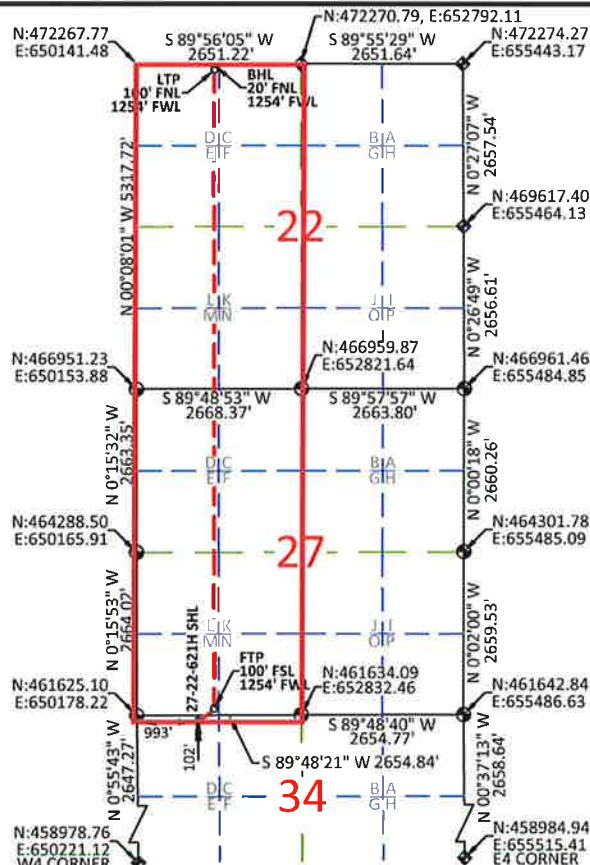 N:472267.77
E:650141.48
S 89°56'05" W
2651.22'
N:472270.79, E:652792.11
S 89°55'29" W
2651.64'
N:472274.27
E:655443.17
LTP
100' FNL
1254' FWL
BHL
20' FNL
1254' FWL
D C
E F
B A
G H
N 00°08'01" W 5317.72'
N 0°27'07" W
2657.54'
22
N:469617.40
E:655464.13
L K
M N
J I
O P
N 0°26'49" W
2656.61'
N:466951.23
E:650153.88
N:466959.87
E:652821.64
N:466961.46
E:655484.85
S 89°48'53" W
2668.37'
S 89°57'57" W
2663.80'
N 0°15'32" W
2663.35'
D C
E F
B A
G H
N 0°00'18" W
2660.26'
N:464288.50
E:650165.91
27
N:464301.78
E:655485.09
N 0°15'53" W
2664.02'
L K
M N
J I
O P
N 0°02'00" W
2659.53'
27-22-621H SHL
FTP
100' FSL
1254' FWL
N:461625.10
E:650178.22
N:461634.09
E:652832.46
N:461642.84
E:655486.63
993'
102'
S 89°48'40" W
2654.77'
S 89°48'21" W 2654.84'
N 0°55'43" W
2647.27'
D C
E F
34
B A
G H
N 00°37'13" W
2658.64'
N:458978.76
E:650221.12
W4 CORNER
N:458984.94
E:655515.41
E4 CORNER